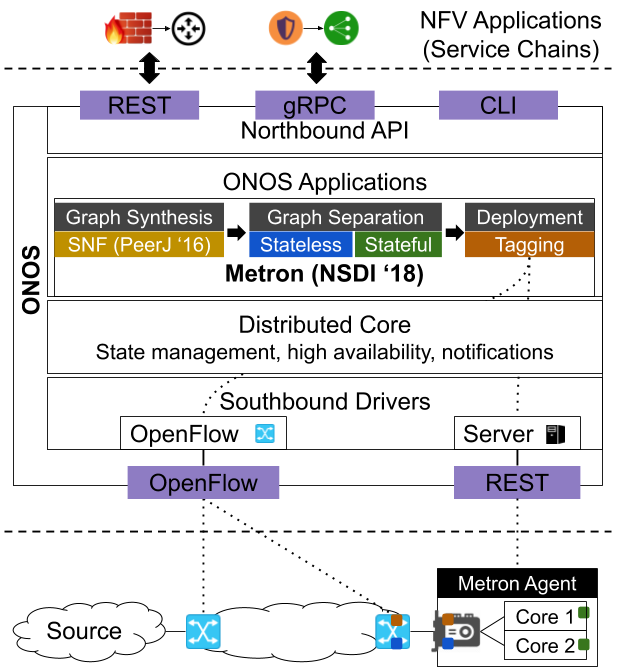 NFV Applications
(Service Chains)
REST
gRPC
CLI
Northbound API
ONOS
ONOS Applications
Graph Synthesis
Graph Separation
Deployment
SNF (PeerJ ‘16)
Stateless
Stateful
Tagging
Metron (NSDI ‘18)
Distributed Core
State management, high availability, notifications
Southbound Drivers
OpenFlow
Server
OpenFlow
REST
Metron Agent
Source
Core 1
Core 2